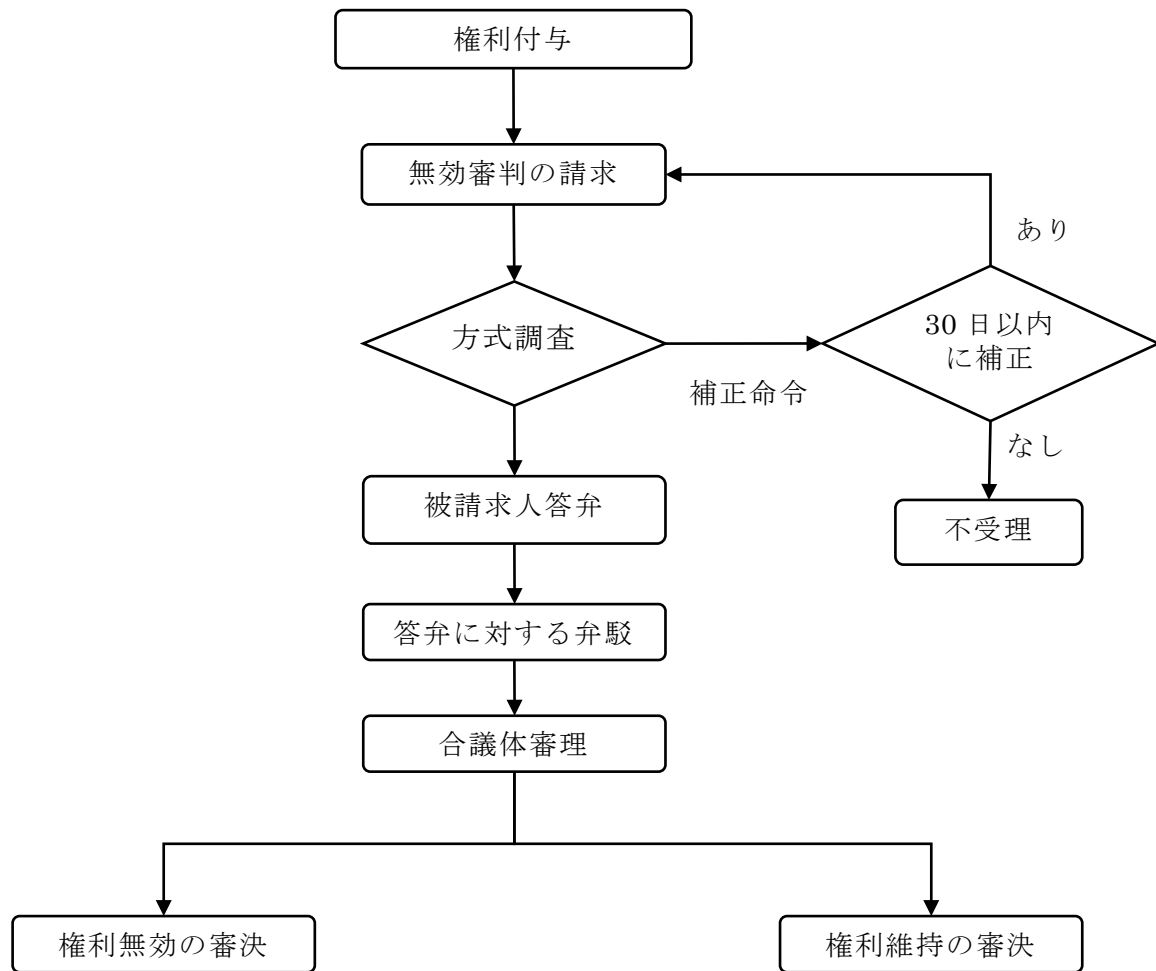 権利付与
無効審判の請求
あり
方式調査
30 日以内
に補正
補正命令
なし
被請求人答弁
不受理
答弁に対する弁駁
合議体審理
権利無効の審決
権利維持の審決